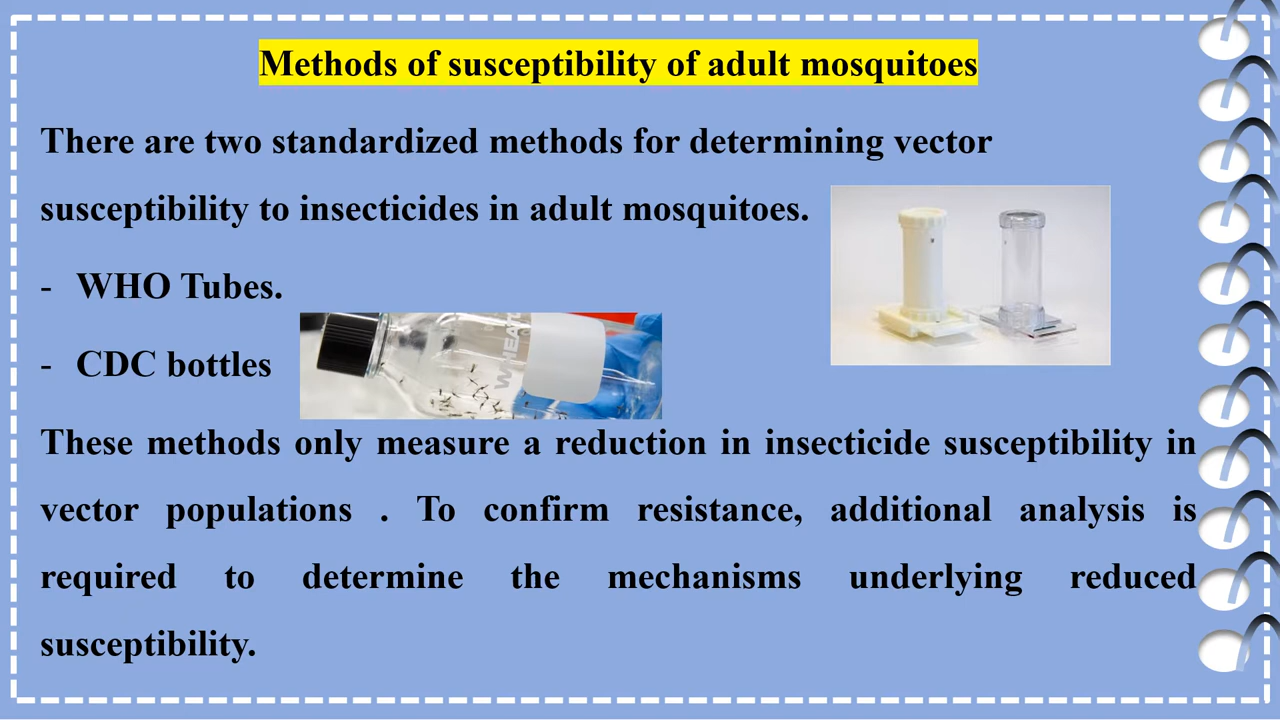 Methods of susceptibility of adult mosquitoes
There are two standardized methods for determining vector
susceptibility to insecticides in adult mosquitoes.
- WHO Tubes.
- CDC bottles
WHEAT
These methods only measure a reduction in insecticide susceptibility in
vector populations . To confirm resistance, additional analysis is
required to determine the mechanisms underlying reduced
susceptibility.